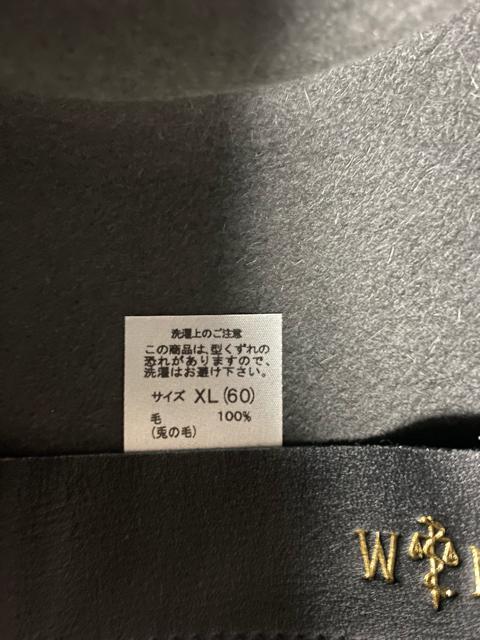 洗濯上のご注意
この商品は、型くずれの
恐れがありますので、
洗濯はお避け下さい。
サイズ XL(60)
毛 100%
(兎の毛)
W